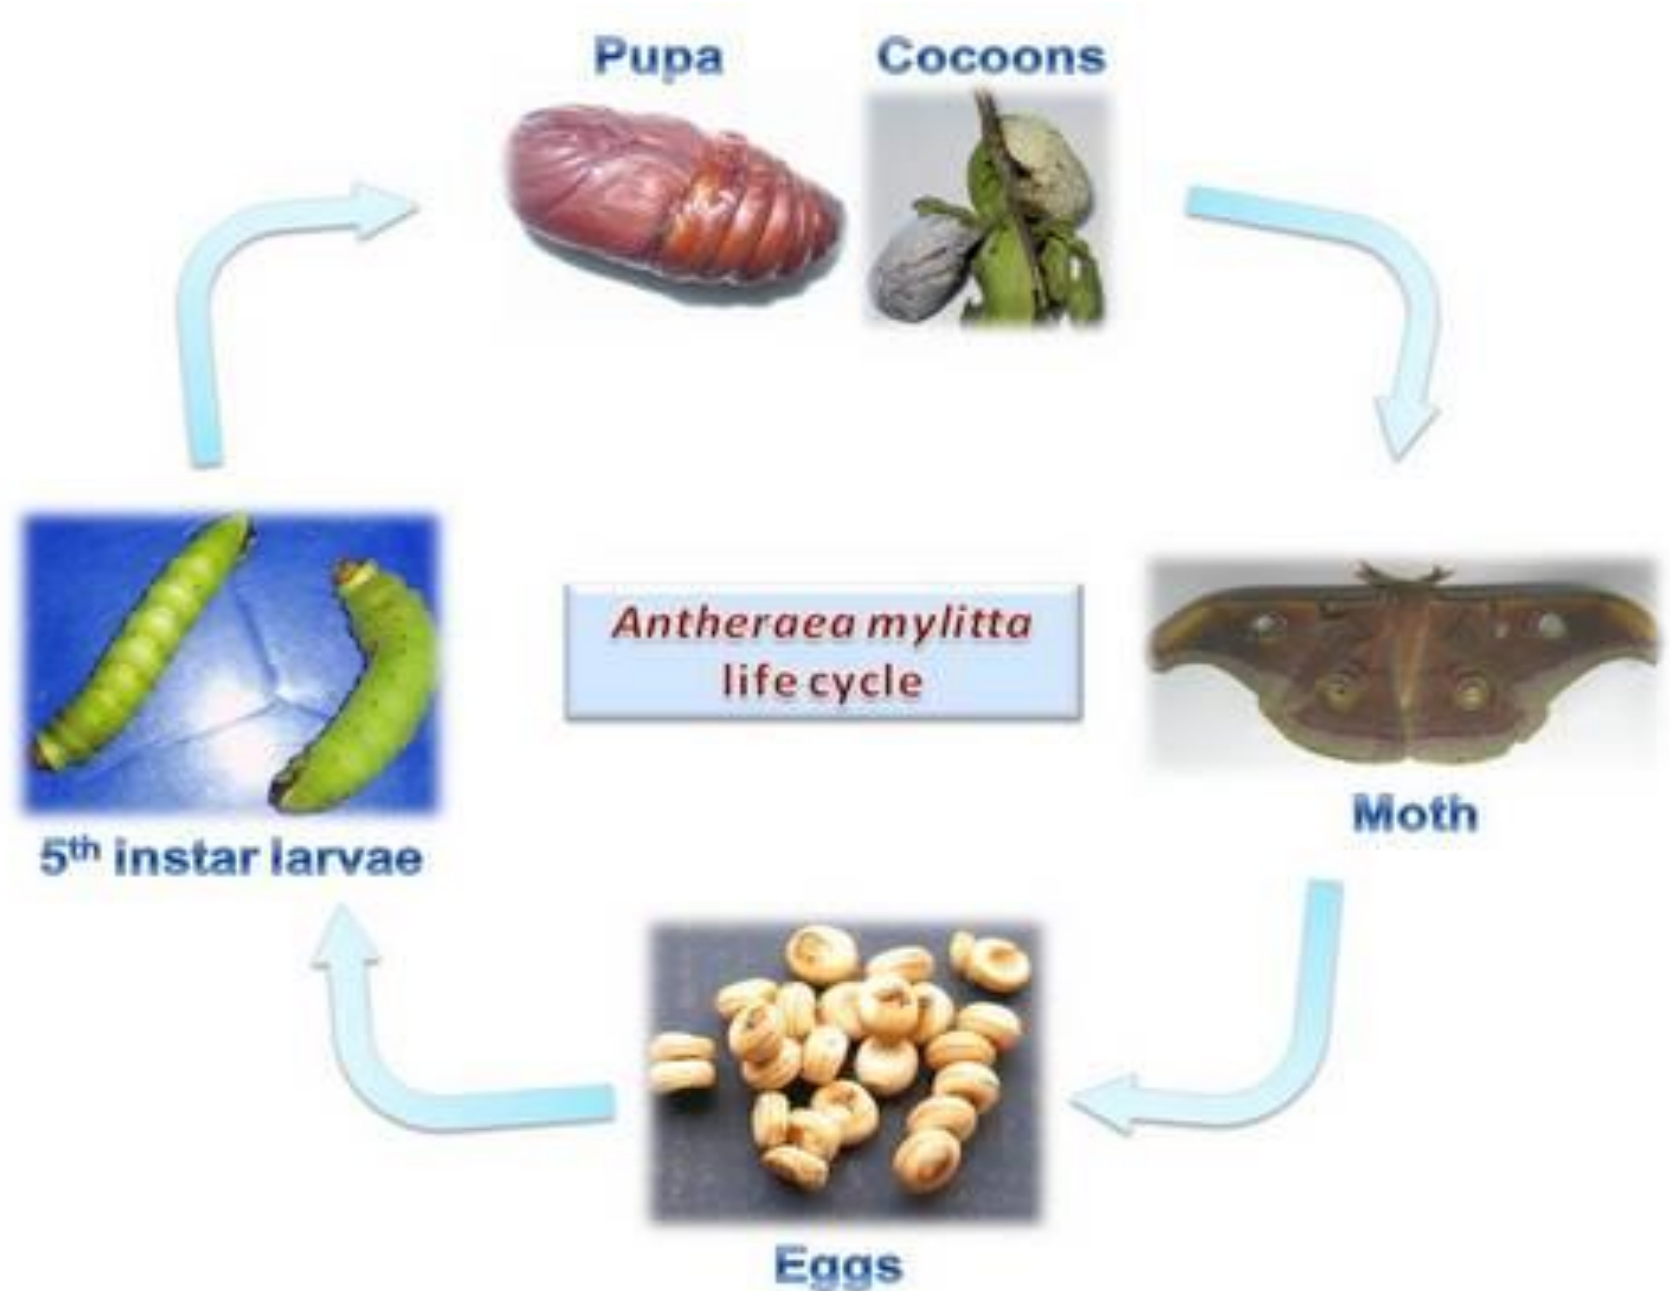 Pupa
Cocoons
Antheraea mylitta
life cycle
Moth
5th instar larvae
Eggs